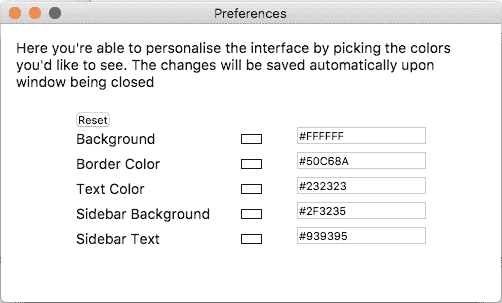 Preferences
Here you're able to personalise the interface by picking the colors
you'd like to see. The changes will be saved automatically upon
window being closed
Reset
Background #FFFFFF
Border Color #50C68A
Text Color #232323
Sidebar Background #2F3235
Sidebar Text #939395